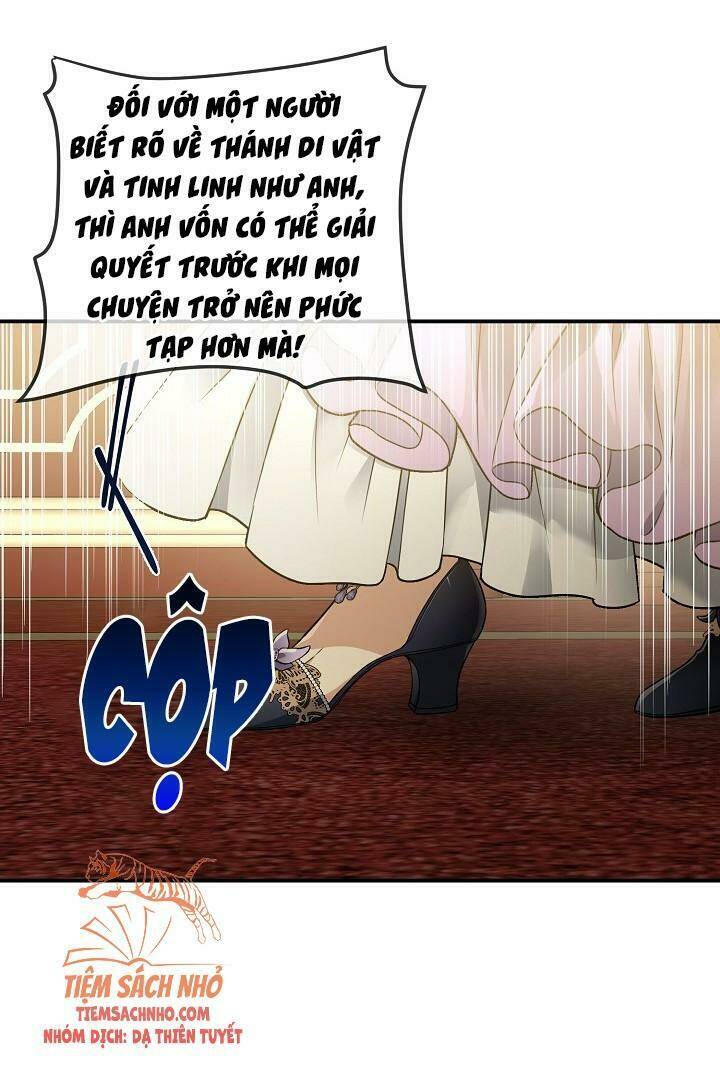 ĐỐI VỚI MỘT NGƯỜI
BIẾT RÕ VỀ THÁNH DI VẬT
VÀ TINH LINH NHƯ ANH,
THÌ ANH VỐN CÓ THỂ GIẢI
QUYẾT TRƯỚC KHI MỌI
CHUYỆN TRỞ NÊN PHỨC
TẠP HƠN MÀ!
CỘP
TIỆM SÁCH NHỎ
TIEMSACHNHO.COM
NHÓM DỊCH: DẠ THIÊN TUYẾT